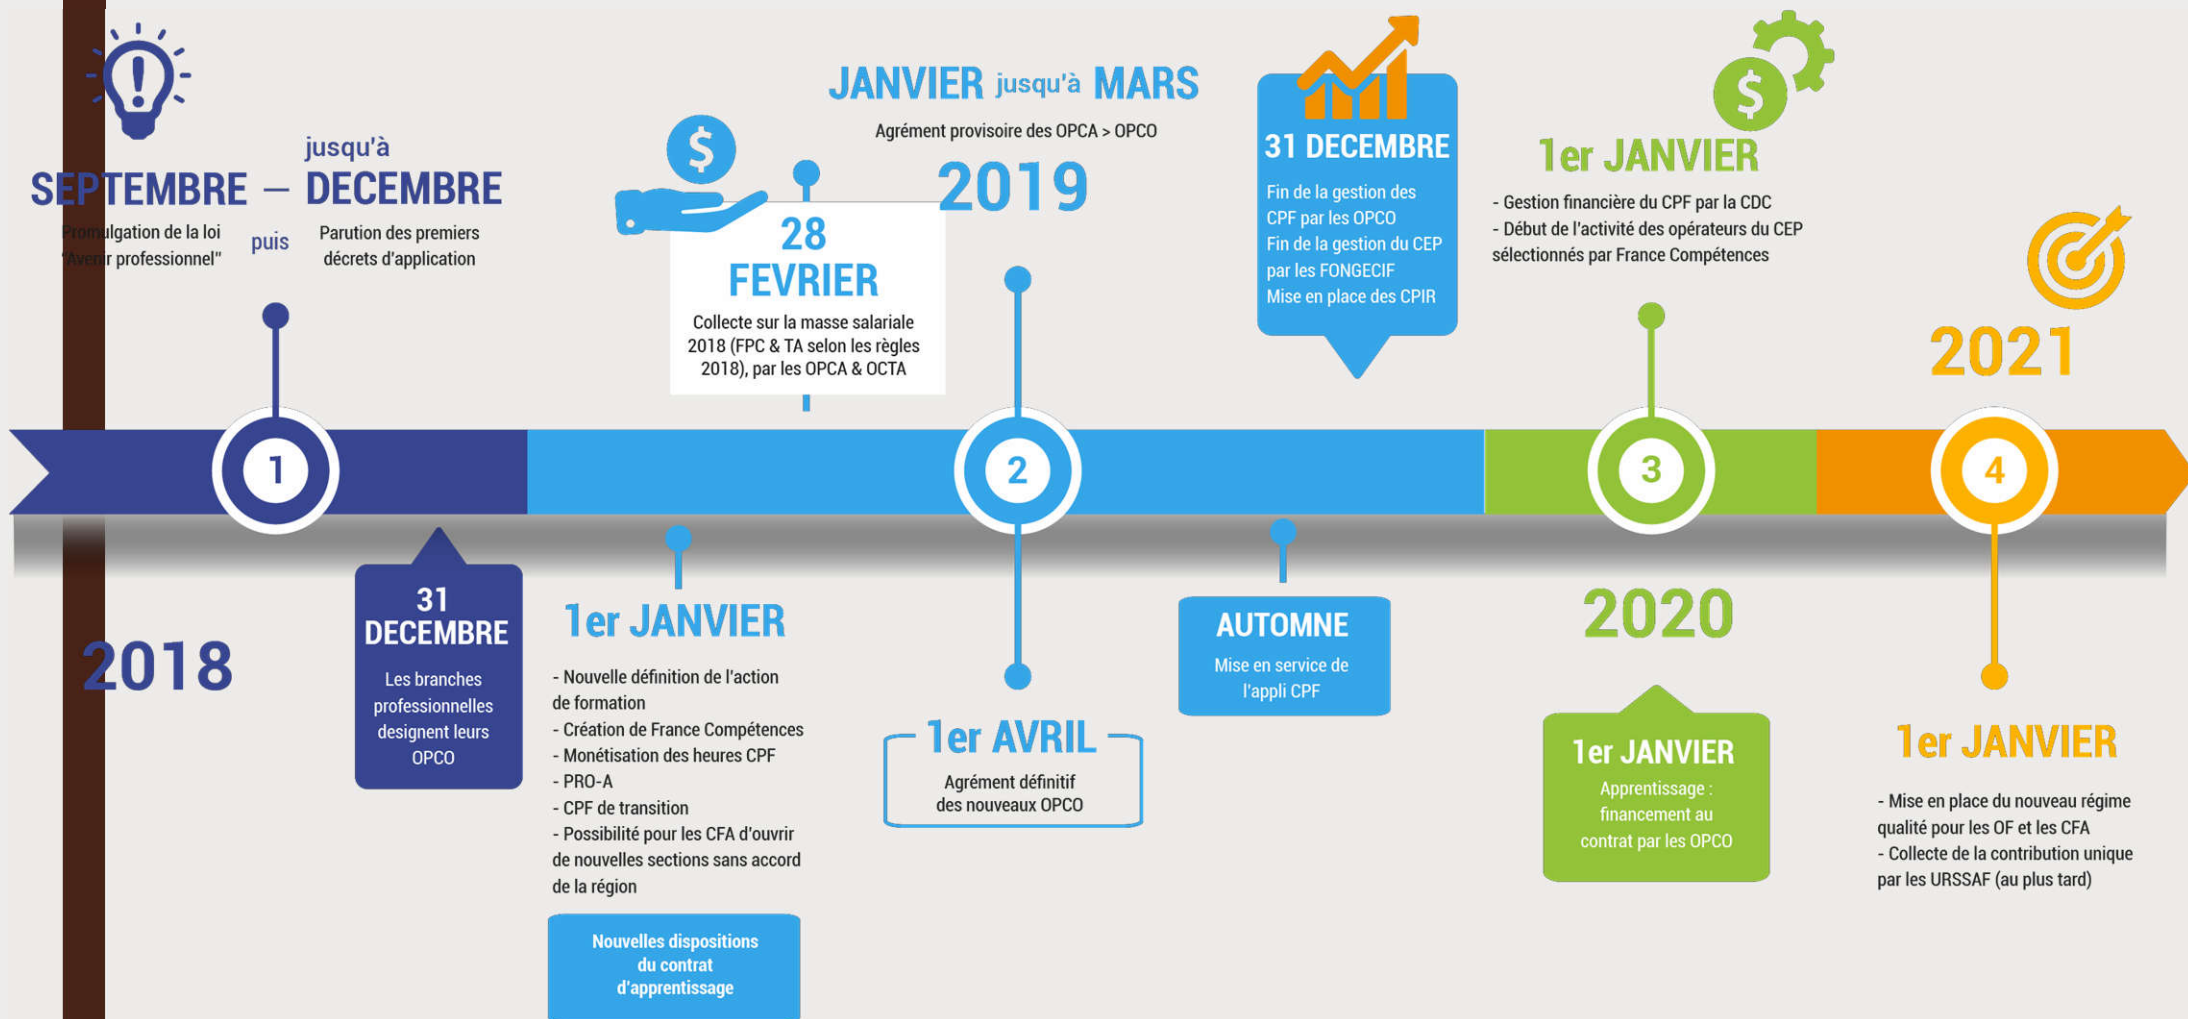 jusqu'à
SEPTEMBRE – DECEMBRE
Promulgation de la loi
"Avenir professionnel"
puis
Parution des premiers
décrets d'application
1
2018
31
DECEMBRE
Les branches
professionnelles
designent leurs
OPCO
$
28
FEVRIER
Collecte sur la masse salariale
2018 (FPC & TA selon les règles
2018), par les OPCA & OCTA
1er JANVIER
- Nouvelle définition de l'action
de formation
- Création de France Compétences
- Monétisation des heures CPF
- PRO-A
- CPF de transition
- Possibilité pour les CFA d'ouvrir
de nouvelles sections sans accord
de la région
Nouvelles dispositions
du contrat
d'apprentissage
JANVIER jusqu'à MARS
Agrément provisoire des OPCA > OPCO
2019
2
1er AVRIL
Agrément définitif
des nouveaux OPCO
31 DECEMBRE
Fin de la gestion des
CPF par les OPCO
Fin de la gestion du CEP
par les FONGECIF
Mise en place des CPIR
AUTOMNE
Mise en service de
l'appli CPF
$
1er JANVIER
- Gestion financière du CPF par la CDC
- Début de l'activité des opérateurs du CEP
sélectionnés par France Compétences
3
2020
1er JANVIER
Apprentissage :
financement au
contrat par les OPCO
2021
4
1er JANVIER
- Mise en place du nouveau régime
qualité pour les OF et les CFA
- Collecte de la contribution unique
par les URSSAF (au plus tard)